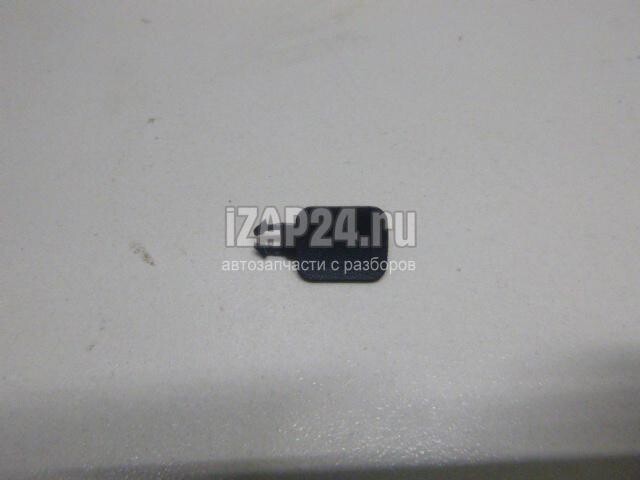 iZAP24.ru
автозапчасти с разборов